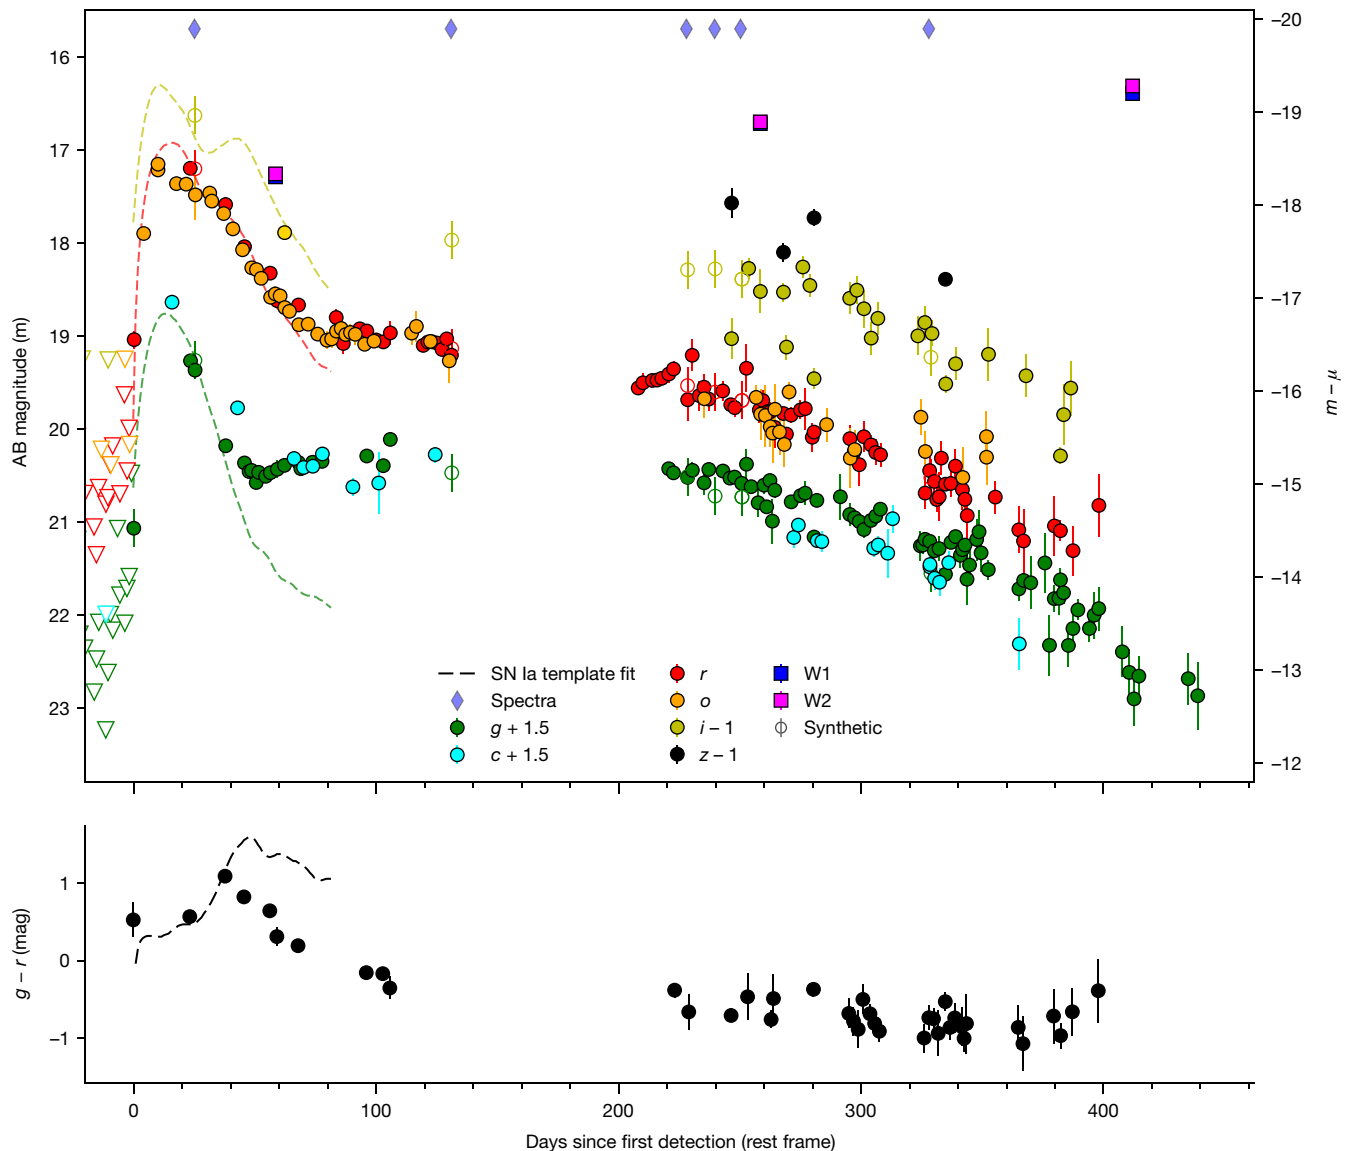 16
17
18
19
20
21
22
23
AB magnitude (m)
−20
−19
−18
−17
−16
−15
−14
−13
−12
m − μ
SN Ia template fit
Spectra
g + 1.5
c + 1.5
r
o
i − 1
z − 1
W1
W2
Synthetic
1
0
−1
g − r (mag)
0
100
200
300
400
Days since first detection (rest frame)